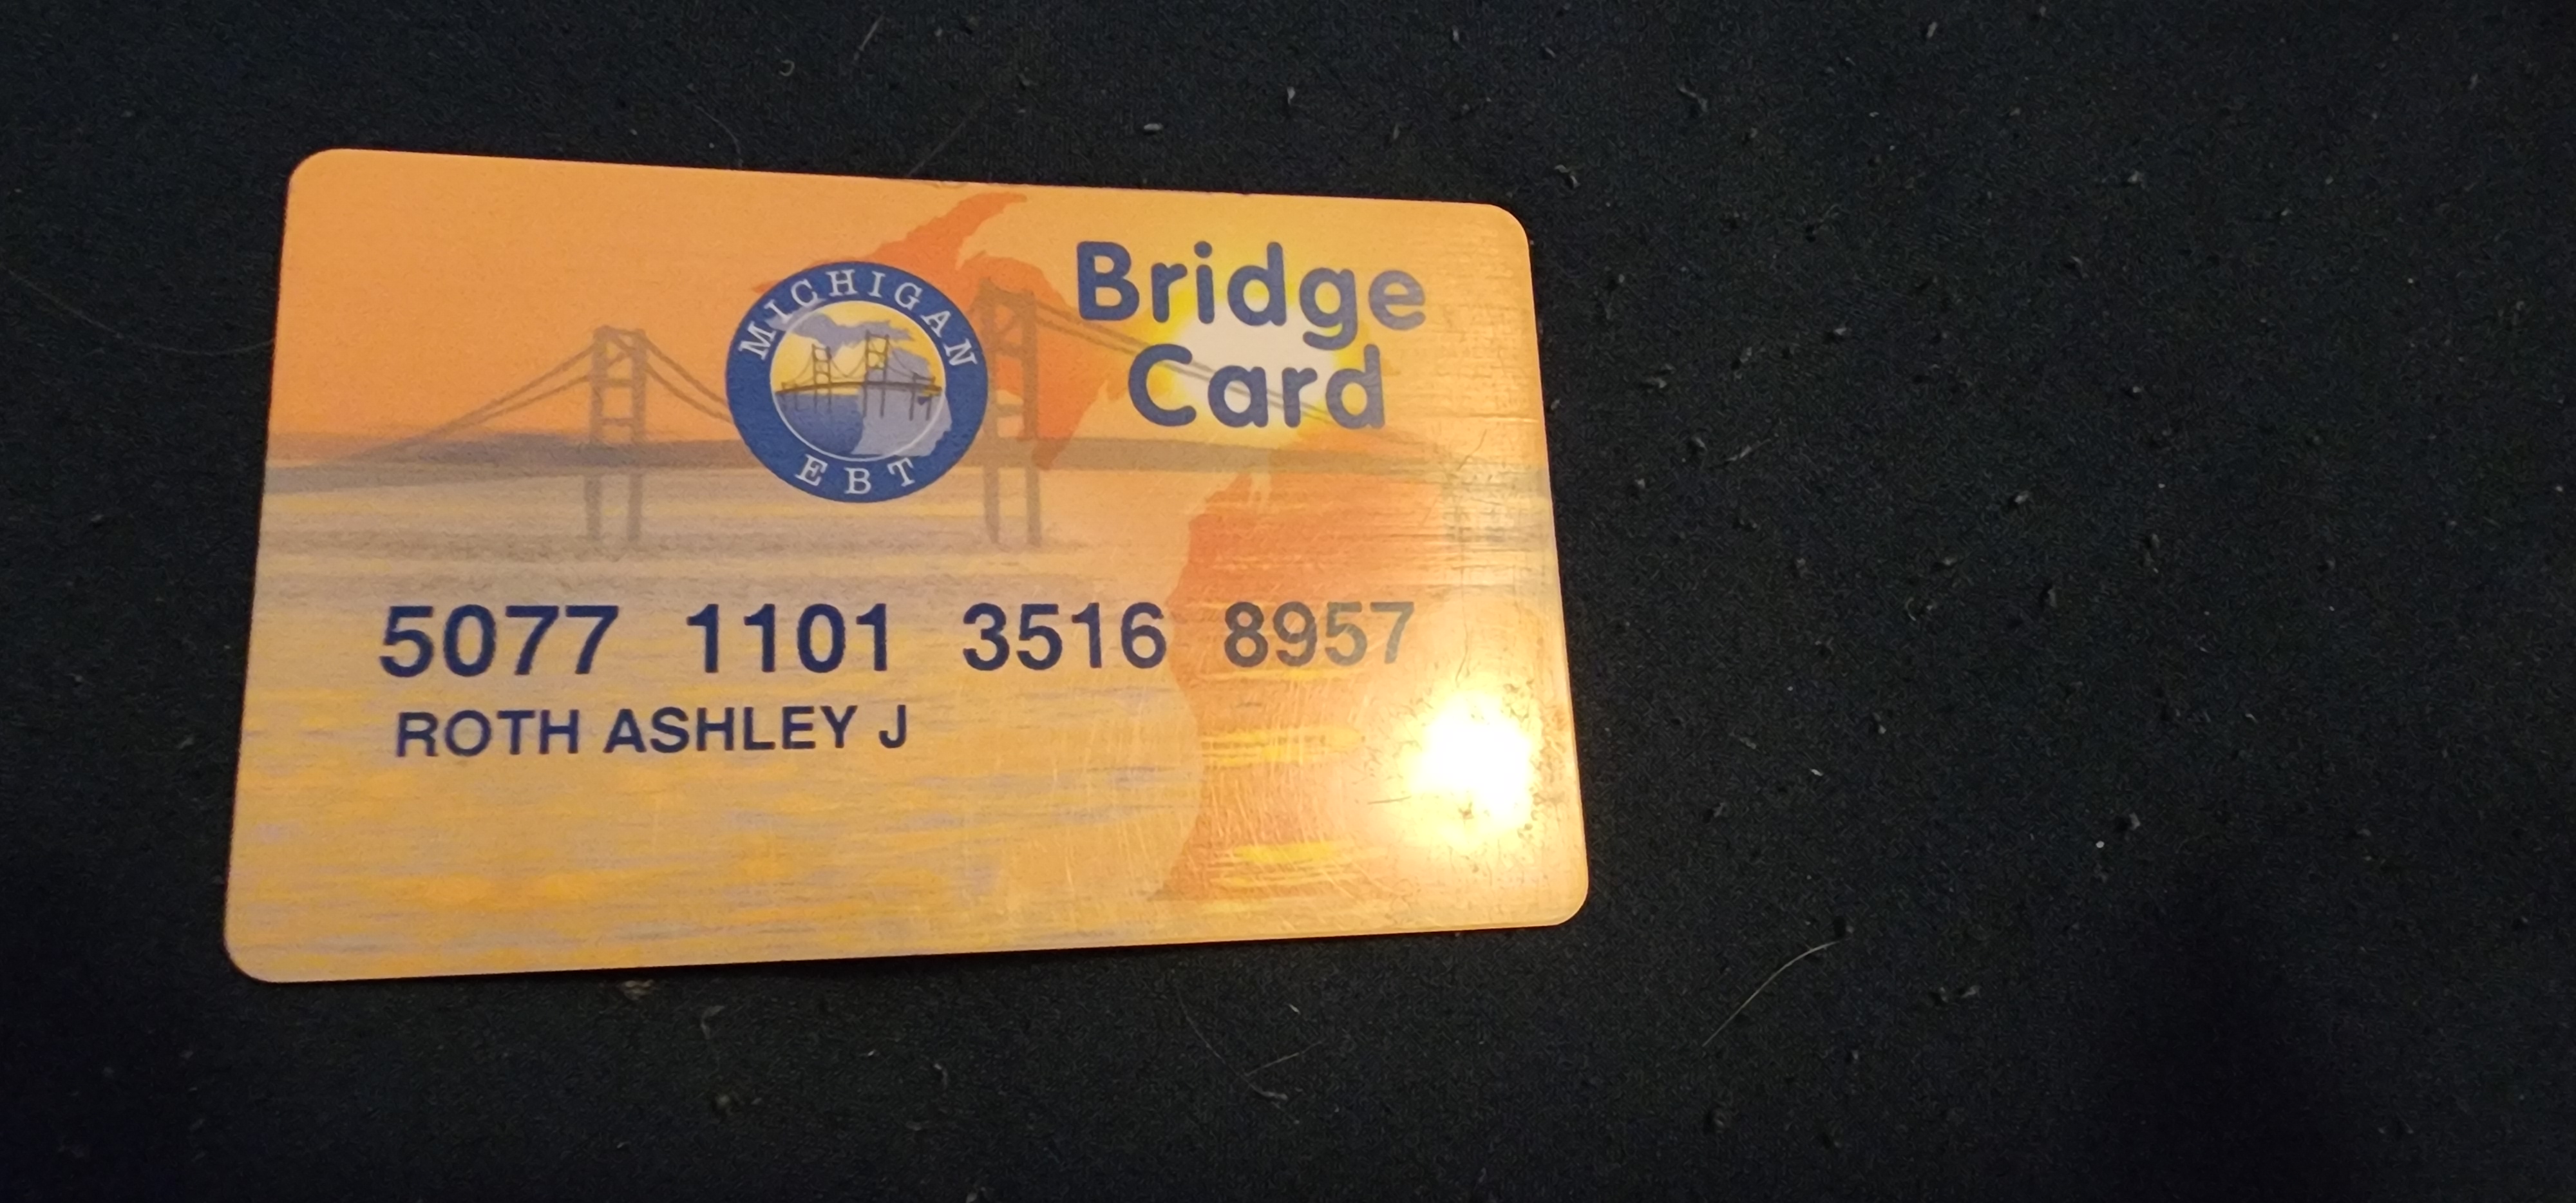 MICHIGAN
EBT
Bridge
Card
5077 1101 3516 8957
ROTH ASHLEY J